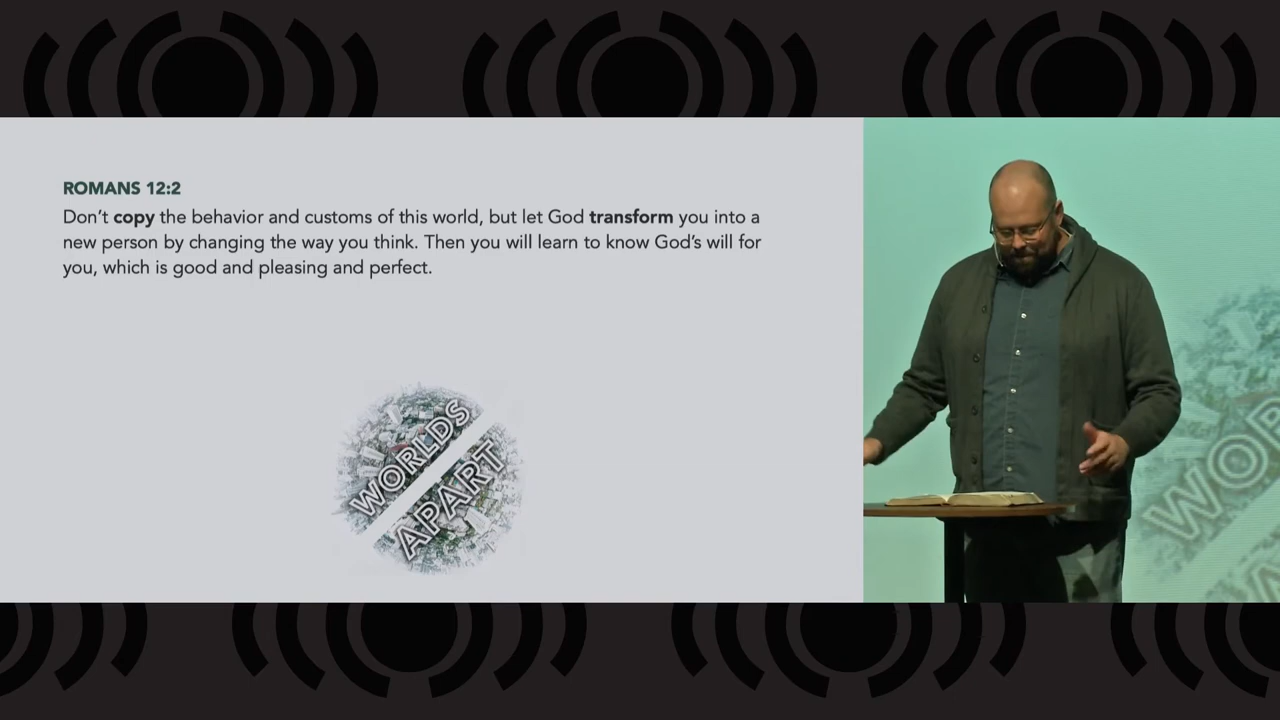 ROMANS 12:2
Don’t copy the behavior and customs of this world, but let God transform you into a
new person by changing the way you think. Then you will learn to know God’s will for
you, which is good and pleasing and perfect.
WORLDS
APART
WOR